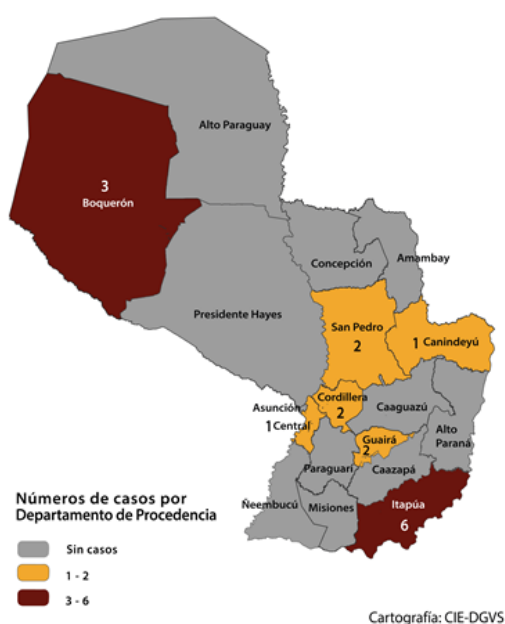 Alto Paraguay
3
Boquerón
Concepción
Amambay
Presidente Hayes
San Pedro
2
1 Canindeyú
Cordillera
2
Asunción
1 Central
Caaguazú
Alto
Paraná
Guairá
2
Paraguarí
Caazapá
Ñeembucú
Misiones
Itapúa
6
Números de casos por
Departamento de Procedencia
Sin casos
1 - 2
3 - 6
Cartografía: CIE-DGVS